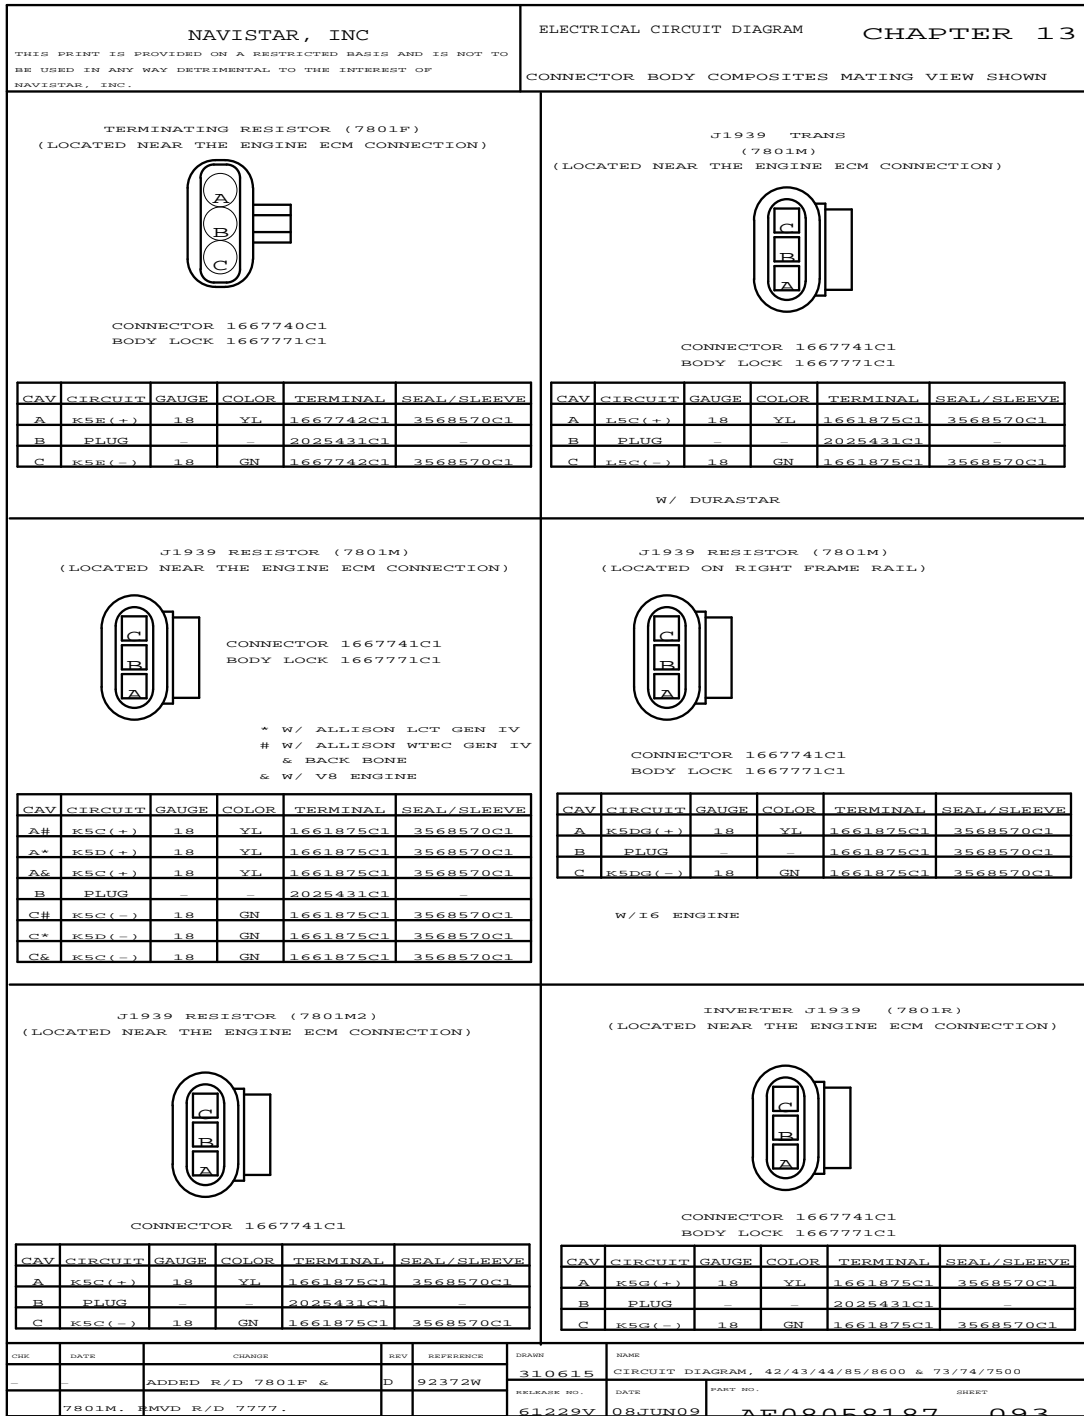 NAVISTAR, INC
THIS PRINT IS PROVIDED ON A RESTRICTED BASIS AND IS NOT TO
BE USED IN ANY WAY DETRIMENTAL TO THE INTEREST OF
NAVISTAR, INC.
ELECTRICAL CIRCUIT DIAGRAM CHAPTER 13
CONNECTOR BODY COMPOSITES MATING VIEW SHOWN
TERMINATING RESISTOR (7801F)
(LOCATED NEAR THE ENGINE ECM CONNECTION)
A
B
C
CONNECTOR 1667740C1
BODY LOCK 1667771C1
CAV CIRCUIT GAUGE COLOR TERMINAL SEAL/SLEEVE
A K5E(+) 18 YL 1667742C1 3568570C1
B PLUG – – 2025431C1 –
C K5E(-) 18 GN 1667742C1 3568570C1
J1939 TRANS
(7801M)
(LOCATED NEAR THE ENGINE ECM CONNECTION)
C
B
A
CONNECTOR 1667741C1
BODY LOCK 1667771C1
CAV CIRCUIT GAUGE COLOR TERMINAL SEAL/SLEEVE
A L5C(+) 18 YL 1661875C1 3568570C1
B PLUG – – 2025431C1 –
C L5C(-) 18 GN 1661875C1 3568570C1
W/ DURASTAR
J1939 RESISTOR (7801M)
(LOCATED NEAR THE ENGINE ECM CONNECTION)
C
B
A
CONNECTOR 1667741C1
BODY LOCK 1667771C1
* W/ ALLISON LCT GEN IV
# W/ ALLISON WTEC GEN IV
& BACK BONE
& W/ V8 ENGINE
CAV CIRCUIT GAUGE COLOR TERMINAL SEAL/SLEEVE
A# K5C(+) 18 YL 1661875C1 3568570C1
A* K5D(+) 18 YL 1661875C1 3568570C1
A& K5C(+) 18 YL 1661875C1 3568570C1
B PLUG – – 2025431C1 –
C# K5C(-) 18 GN 1661875C1 3568570C1
C* K5D(-) 18 GN 1661875C1 3568570C1
C& K5C(-) 18 GN 1661875C1 3568570C1
J1939 RESISTOR (7801M)
(LOCATED ON RIGHT FRAME RAIL)
C
B
A
CONNECTOR 1667741C1
BODY LOCK 1667771C1
CAV CIRCUIT GAUGE COLOR TERMINAL SEAL/SLEEVE
A K5DG(+) 18 YL 1661875C1 3568570C1
B PLUG – – 1661875C1 3568570C1
C K5DG(-) 18 GN 1661875C1 3568570C1
W/I6 ENGINE
J1939 RESISTOR (7801M2)
(LOCATED NEAR THE ENGINE ECM CONNECTION)
C
B
A
CONNECTOR 1667741C1
CAV CIRCUIT GAUGE COLOR TERMINAL SEAL/SLEEVE
A K5C(+) 18 YL 1661875C1 3568570C1
B PLUG – – 2025431C1 –
C K5C(-) 18 GN 1661875C1 3568570C1
INVERTER J1939 (7801R)
(LOCATED NEAR THE ENGINE ECM CONNECTION)
C
B
A
CONNECTOR 1667741C1
BODY LOCK 1667771C1
CAV CIRCUIT GAUGE COLOR TERMINAL SEAL/SLEEVE
A K5G(+) 18 YL 1661875C1 3568570C1
B PLUG – – 2025431C1 –
C K5G(-) 18 GN 1661875C1 3568570C1
CHK DATE CHANGE REV REFERENCE
– – ADDED R/D 7801F & D 92372W
7801M. RMVD R/D 7777.
DRAWN
310615
NAME
CIRCUIT DIAGRAM, 42/43/44/85/8600 & 73/74/7500
RELEASE NO.
61229V
DATE
08JUN09
PART NO.
AE08058187
SHEET
093